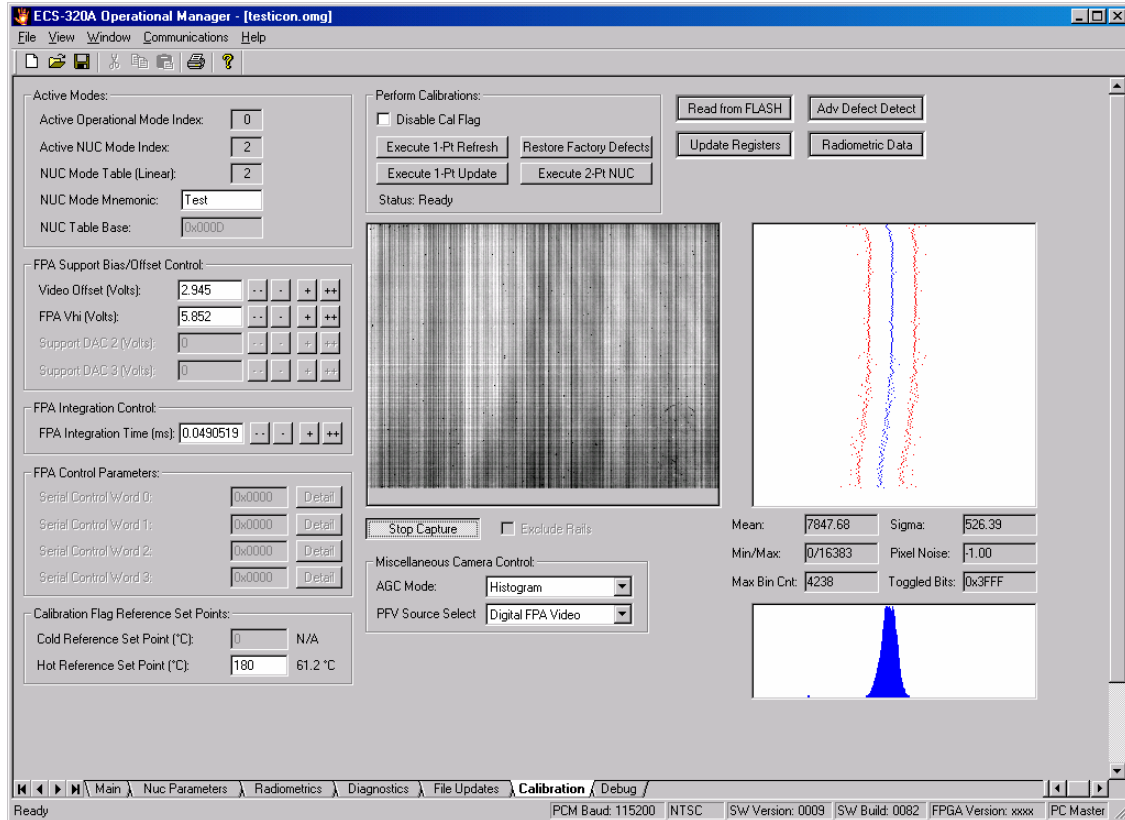 ECS-320A Operational Manager - [testicon.omg]
File View Window Communications Help
Active Modes:
Active Operational Mode Index: 0
Active NUC Mode Index: 2
NUC Mode Table (Linear): 2
NUC Mode Mnemonic: Test
NUC Table Base: 0x000D
FPA Support Bias/Offset Control:
Video Offset (Volts): 2.945 -- - + ++
FPA Vhi (Volts): 5.852 -- - + ++
Support DAC 2 (Volts): 0 -- - + ++
Support DAC 3 (Volts): 0 -- - + ++
FPA Integration Control:
FPA Integration Time (ms): 0.0490519 -- - + ++
FPA Control Parameters:
Serial Control Word 0: 0x0000 Detail
Serial Control Word 1: 0x0000 Detail
Serial Control Word 2: 0x0000 Detail
Serial Control Word 3: 0x0000 Detail
Calibration Flag Reference Set Points:
Cold Reference Set Point (°C): 0 N/A
Hot Reference Set Point (°C): 180 61.2 °C
Perform Calibrations:
Disable Cal Flag
Execute 1-Pt Refresh Restore Factory Defects
Execute 1-Pt Update Execute 2-Pt NUC
Status: Ready
Read from FLASH Adv Defect Detect
Update Registers Radiometric Data
Stop Capture Exclude Rails
Miscellaneous Camera Control:
AGC Mode: Histogram
PFV Source Select Digital FPA Video
Mean: 7847.68 Sigma: 526.39
Min/Max: 0/16383 Pixel Noise: -1.00
Max Bin Cnt: 4238 Toggled Bits: 0x3FFF
Main Nuc Parameters Radiometrics Diagnostics File Updates Calibration Debug
Ready PCM Baud: 115200 NTSC SW Version: 0009 SW Build: 0082 FPGA Version: xxxx PC Master